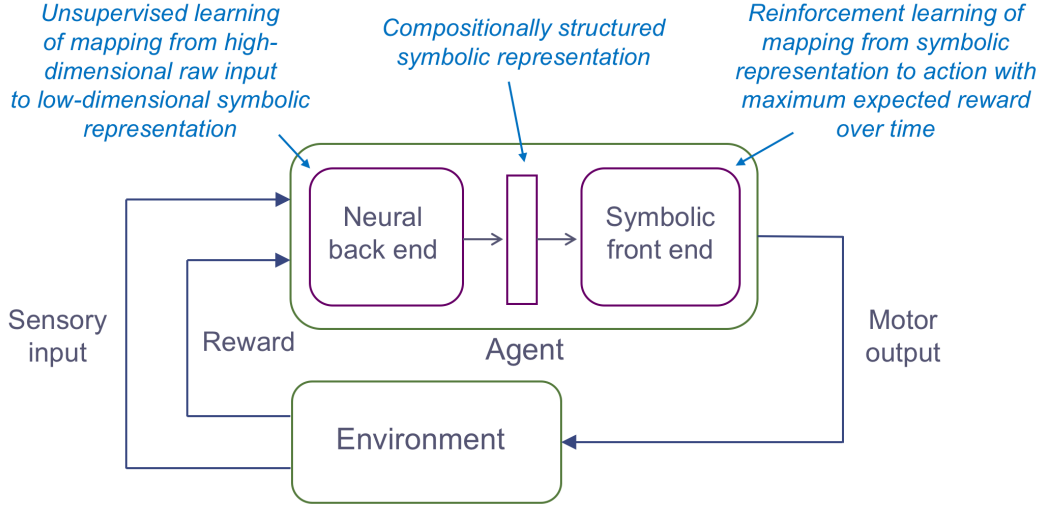 Unsupervised learning
of mapping from high-
dimensional raw input
to low-dimensional symbolic
representation
Compositionally structured
symbolic representation
Reinforcement learning of
mapping from symbolic
representation to action with
maximum expected reward
over time
Neural
back end
Symbolic
front end
Agent
Sensory
input
Reward
Motor
output
Environment